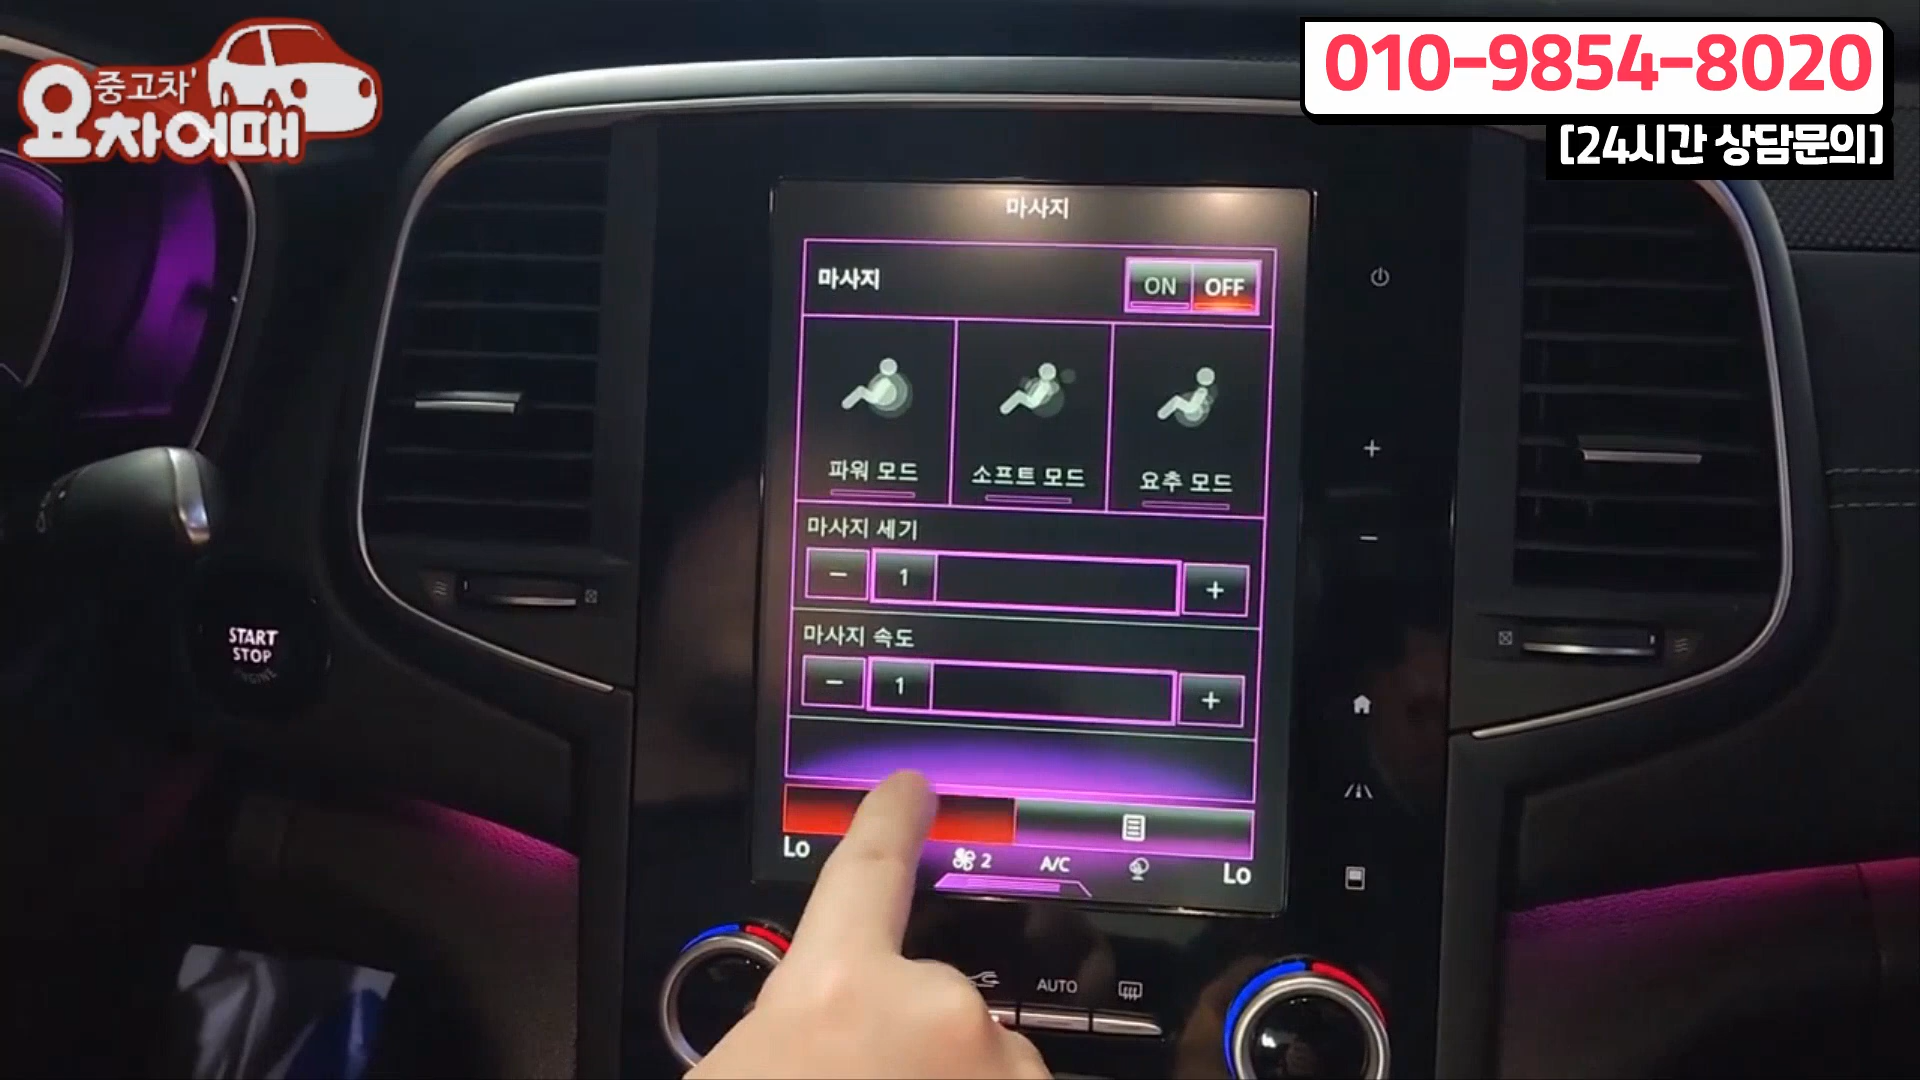 중고차'
요차어때
010-9854-8020
[24시간 상담문의]
마사지
마사지
ON OFF
파워 모드
소프트 모드
요추 모드
마사지 세기
− 1 +
마사지 속도
− 1 +
START
STOP
ENGINE
Lo
2
A/C
Lo
AUTO